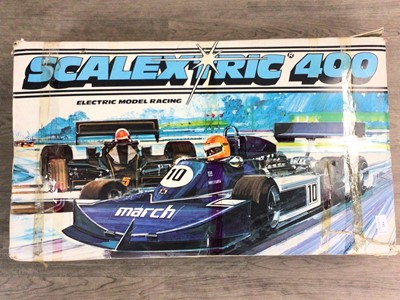 SCALEXTRIC® 400
ELECTRIC MODEL RACING
10
10
march